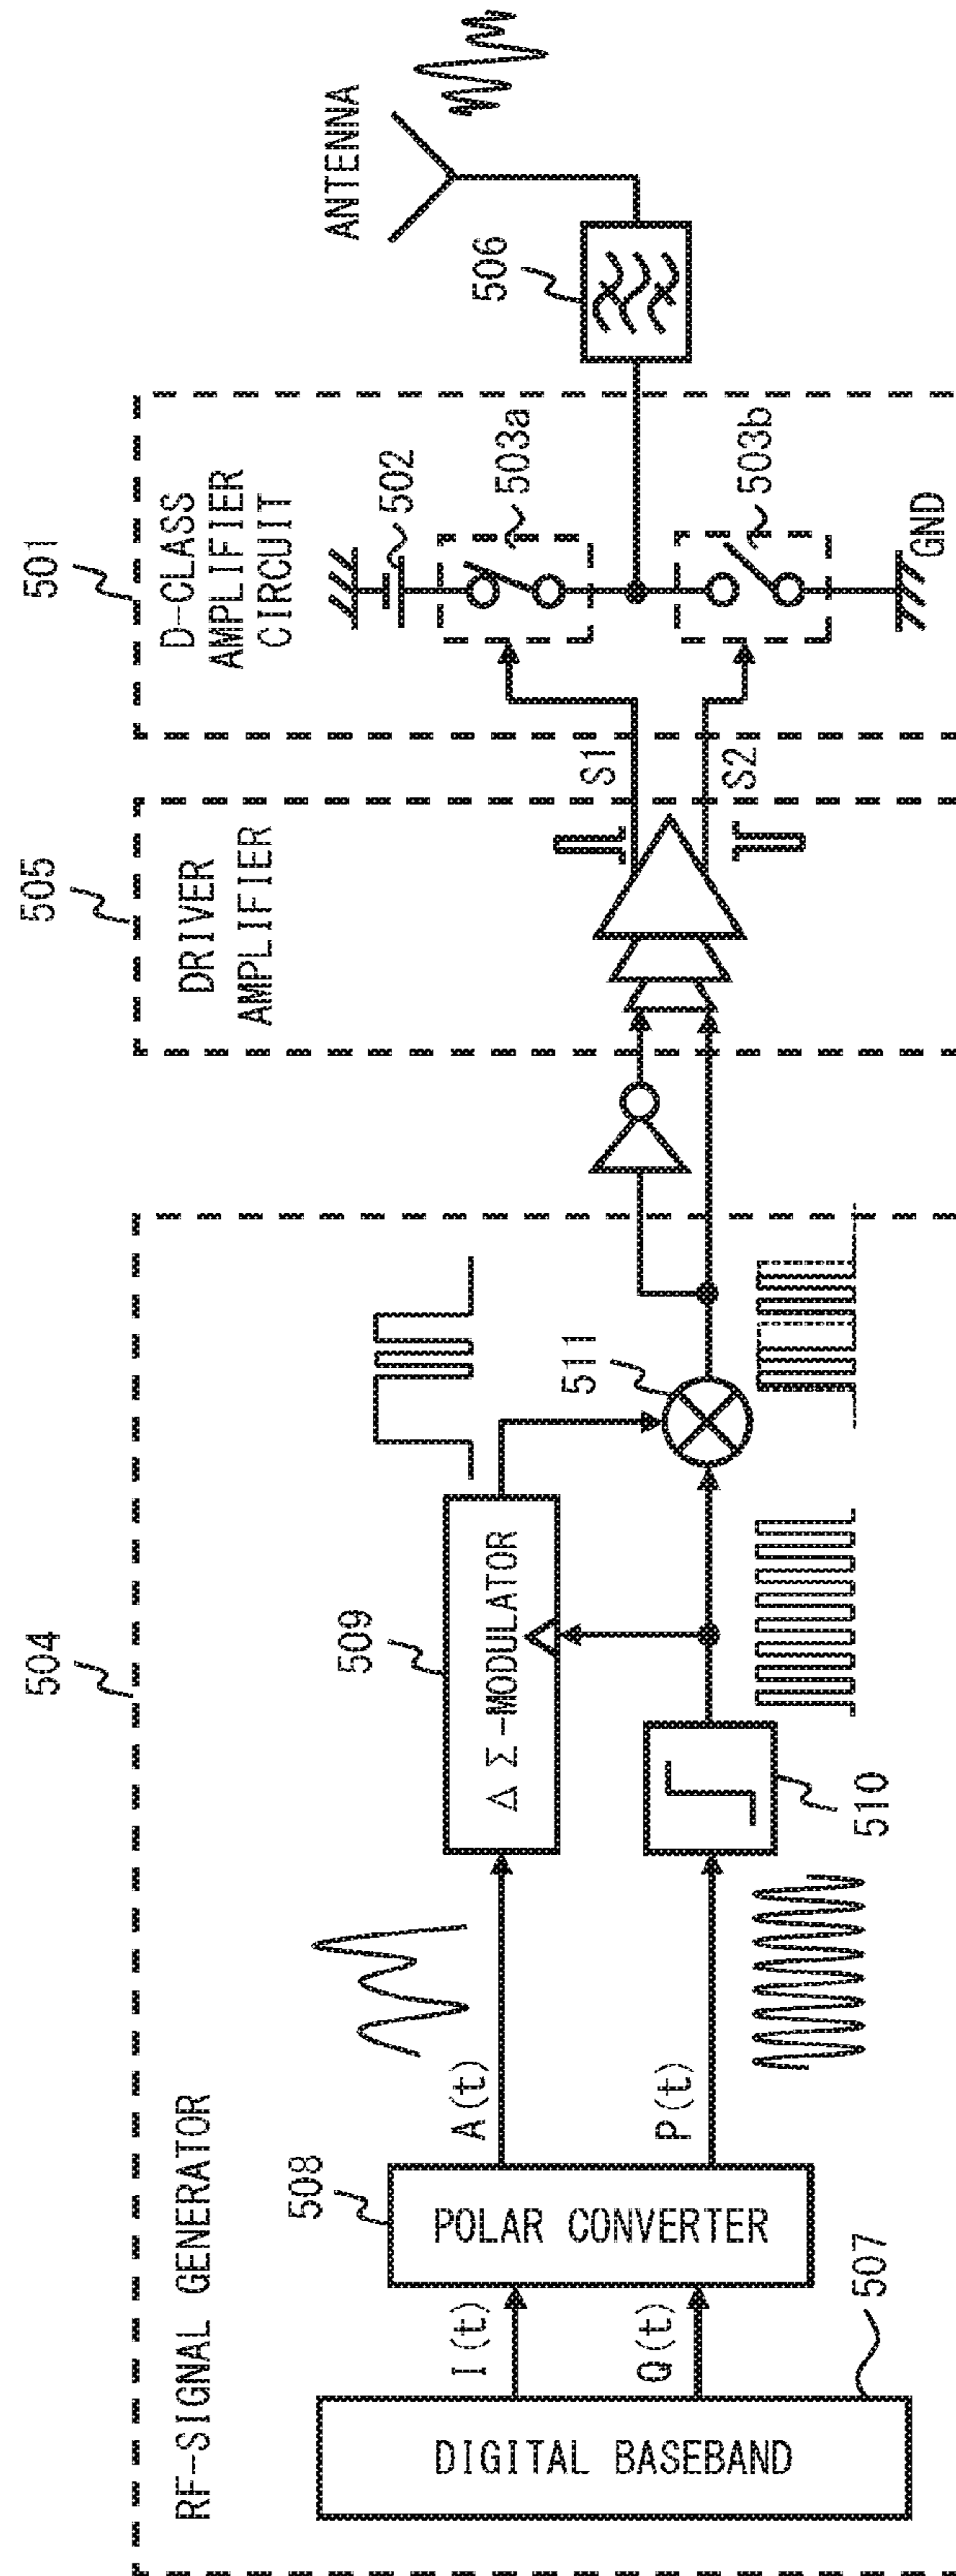 504
RF-SIGNAL GENERATOR
DIGITAL BASEBAND
507
I(t)
Q(t)
508
POLAR CONVERTER
A(t)
P(t)
509
Δ Σ-MODULATOR
510
511
505
DRIVER
AMPLIFIER
S1
S2
501
D-CLASS
AMPLIFIER
CIRCUIT
502
503a
503b
GND
506
ANTENNA